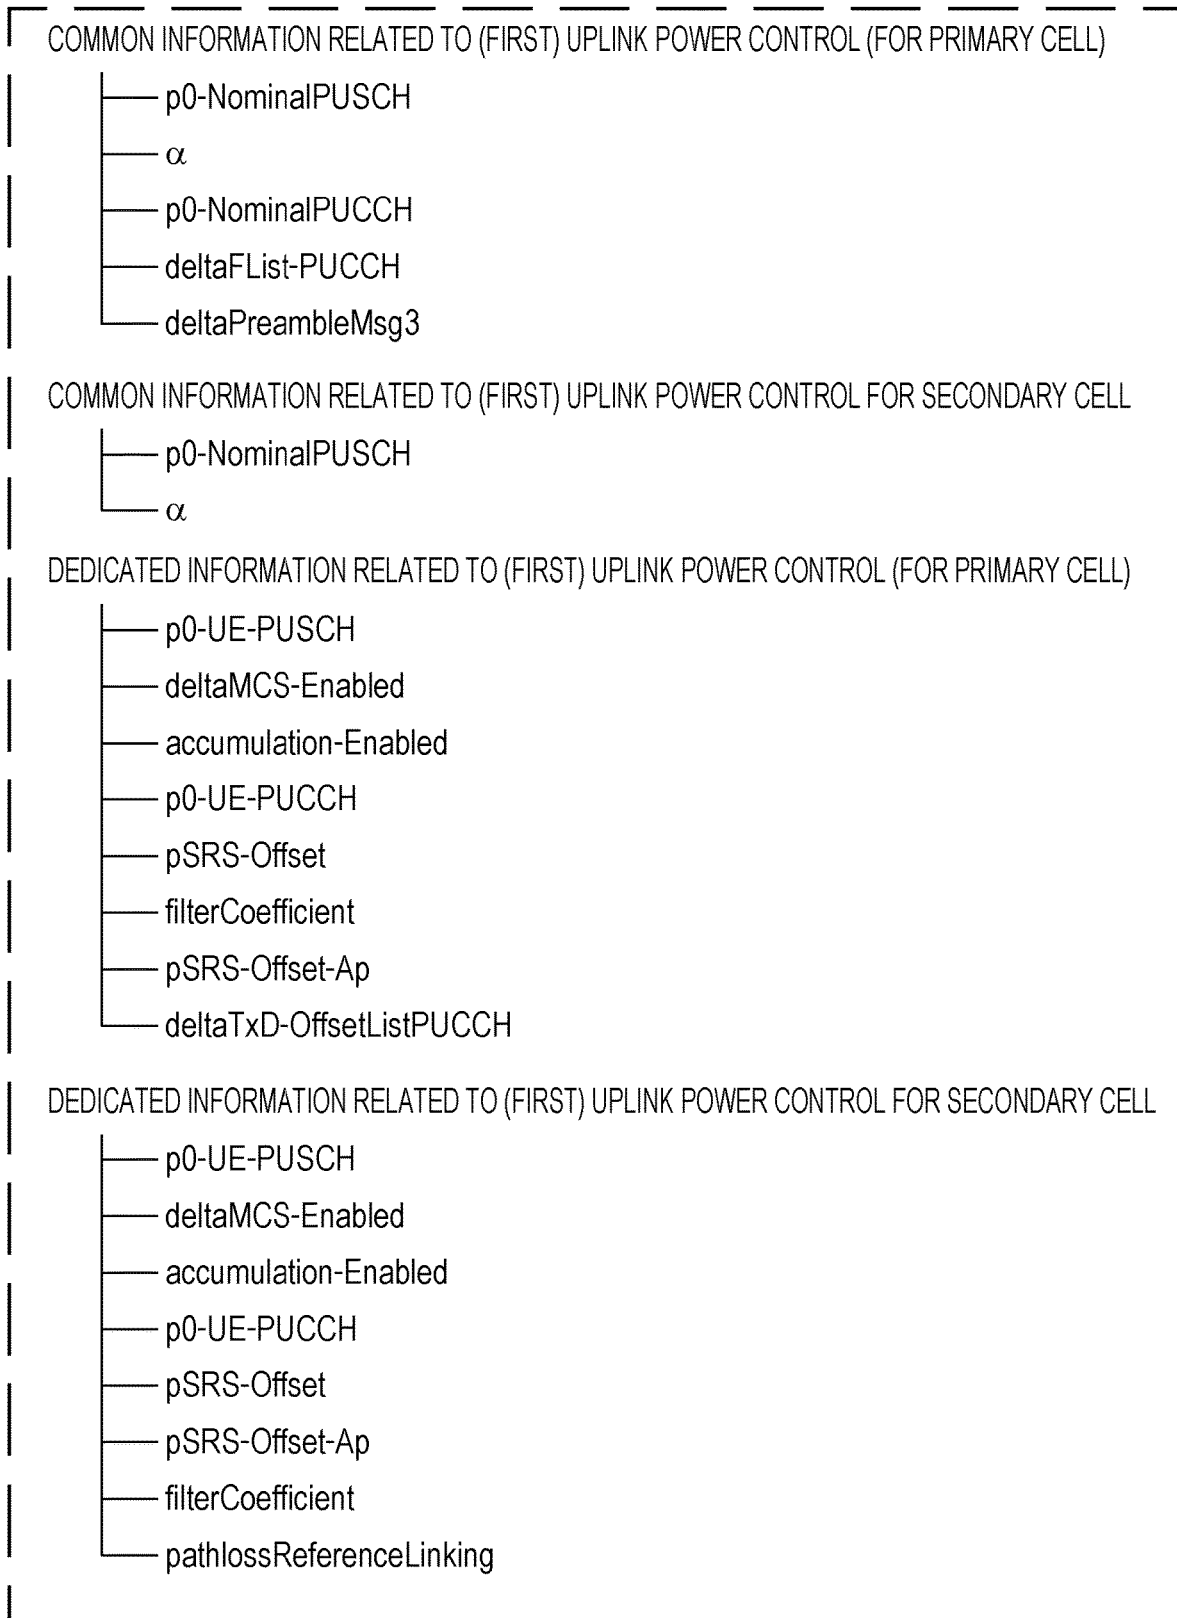 COMMON INFORMATION RELATED TO (FIRST) UPLINK POWER CONTROL (FOR PRIMARY CELL)
p0-NominalPUSCH
α
p0-NominalPUCCH
deltaFList-PUCCH
deltaPreambleMsg3
COMMON INFORMATION RELATED TO (FIRST) UPLINK POWER CONTROL FOR SECONDARY CELL
p0-NominalPUSCH
α
DEDICATED INFORMATION RELATED TO (FIRST) UPLINK POWER CONTROL (FOR PRIMARY CELL)
p0-UE-PUSCH
deltaMCS-Enabled
accumulation-Enabled
p0-UE-PUCCH
pSRS-Offset
filterCoefficient
pSRS-Offset-Ap
deltaTxD-OffsetListPUCCH
DEDICATED INFORMATION RELATED TO (FIRST) UPLINK POWER CONTROL FOR SECONDARY CELL
p0-UE-PUSCH
deltaMCS-Enabled
accumulation-Enabled
p0-UE-PUCCH
pSRS-Offset
pSRS-Offset-Ap
filterCoefficient
pathlossReferenceLinking